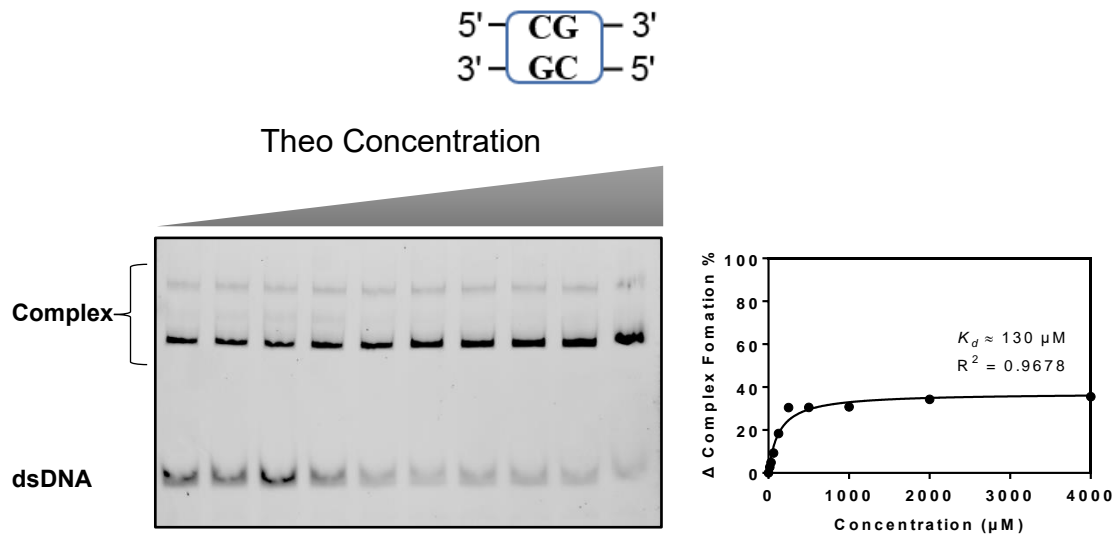 5' CG 3'
3' GC 5'
Theo Concentration
Complex
dsDNA
Δ Complex Fomation %
100
80
60
40
20
0
K_d ≈ 130 µM
R² = 0.9678
0 1000 2000 3000 4000
Concentration (µM)